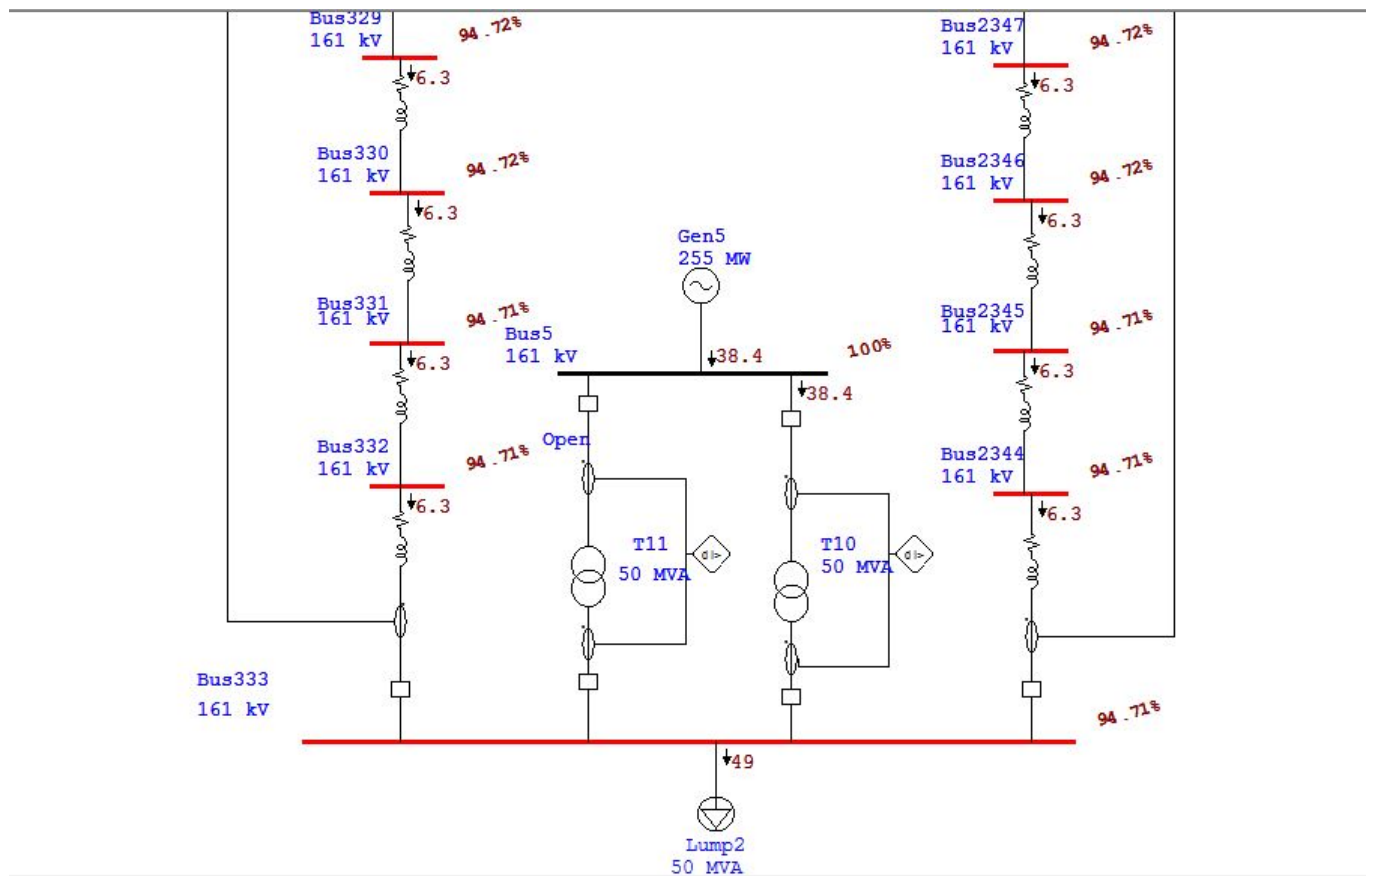 Bus329
161 kV
94.72%
6.3
Bus330
161 kV
94.72%
6.3
Bus331
161 kV
94.71%
6.3
Bus332
161 kV
94.71%
6.3
Bus333
161 kV
Gen5
255 MW
38.4
Bus5
161 kV
100%
38.4
Open
T11
50 MVA
d I>
T10
50 MVA
d I>
Bus2347
161 kV
94.72%
6.3
Bus2346
161 kV
94.72%
6.3
Bus2345
161 kV
94.71%
6.3
Bus2344
161 kV
94.71%
6.3
94.71%
49
Lump2
50 MVA